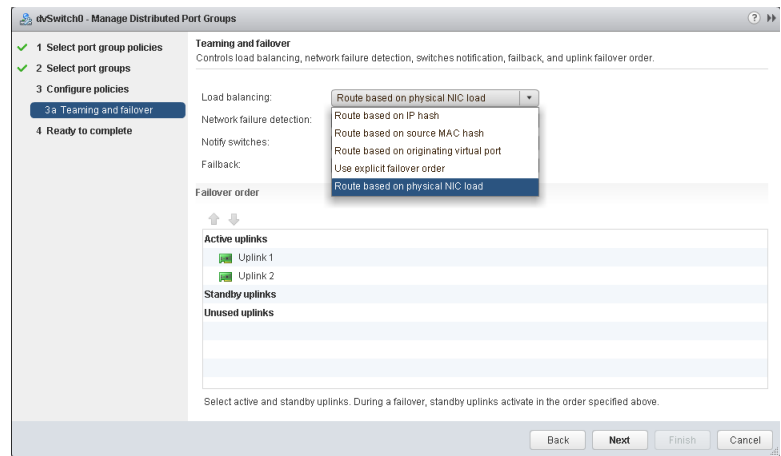 dvSwitch0 - Manage Distributed Port Groups
1 Select port group policies
2 Select port groups
3 Configure policies
3a Teaming and failover
4 Ready to complete
Teaming and failover
Controls load balancing, network failure detection, switches notification, failback, and uplink failover order.
Load balancing:
Route based on physical NIC load
Network failure detection:
Notify switches:
Failback:
Route based on IP hash
Route based on source MAC hash
Route based on originating virtual port
Use explicit failover order
Route based on physical NIC load
Failover order
Active uplinks
Uplink 1
Uplink 2
Standby uplinks
Unused uplinks
Select active and standby uplinks. During a failover, standby uplinks activate in the order specified above.
Back
Next
Finish
Cancel